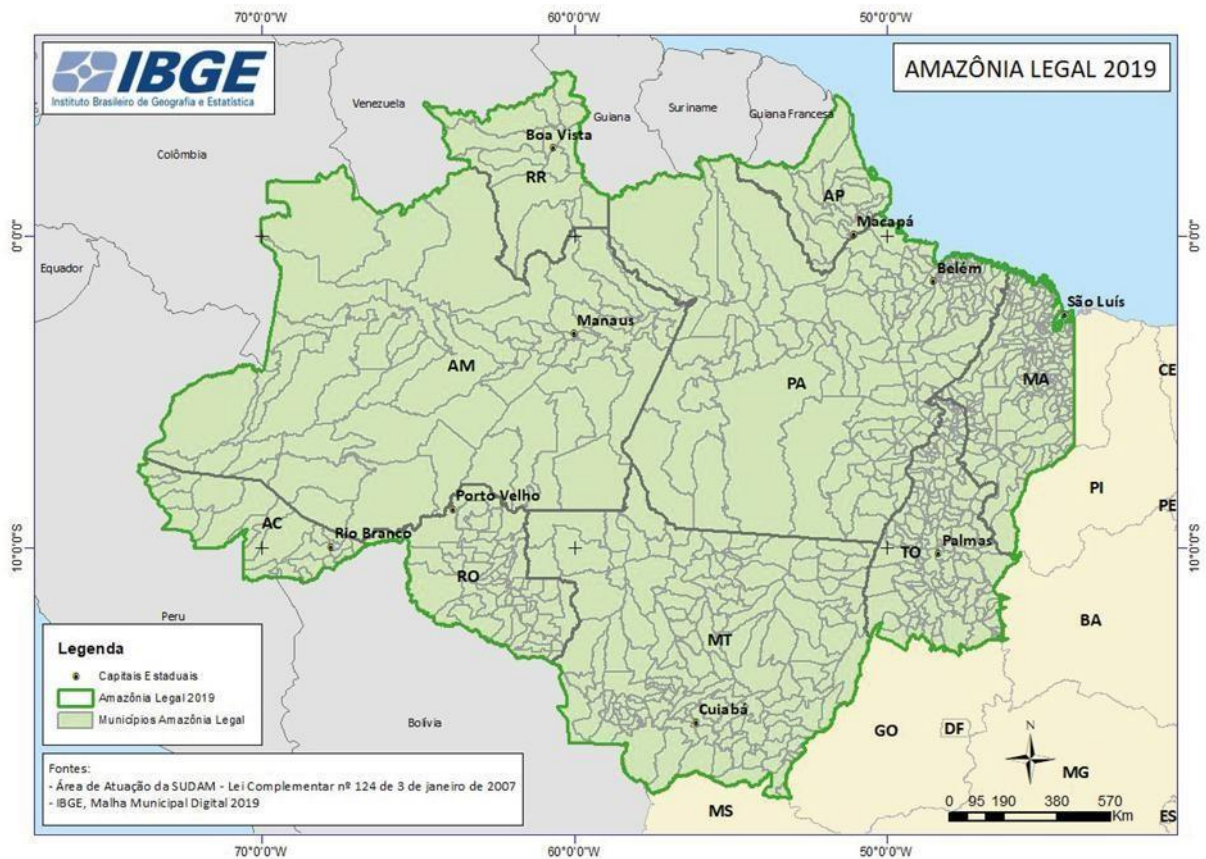 70°0'0"W 60°0'0"W 50°0'0"W
IBGE
Instituto Brasileiro de Geografia e Estatística
AMAZÔNIA LEGAL 2019
Venezuela
Guiana
Suriname
Guiana Francesa
Colômbia
Boa Vista
RR
AP
Macapá
0°0'0"
0°0'0"
Equador
Belém
São Luís
Manaus
AM
PA
MA
CE
PI
PE
Porto Velho
AC
Rio Branco
RO
TO
Palmas
10°0'0"S
10°0'0"S
Peru
BA
MT
Cuiabá
Bolívia
GO
DF
MG
MS
ES
Legenda
Capitais Estaduais
Amazônia Legal 2019
Municípios Amazônia Legal
Fontes:
- Área de Atuação da SUDAM - Lei Complementar nº 124 de 3 de janeiro de 2007
- IBGE, Malha Municipal Digital 2019
N
0 95 190 380 570
Km
70°0'0"W 60°0'0"W 50°0'0"W